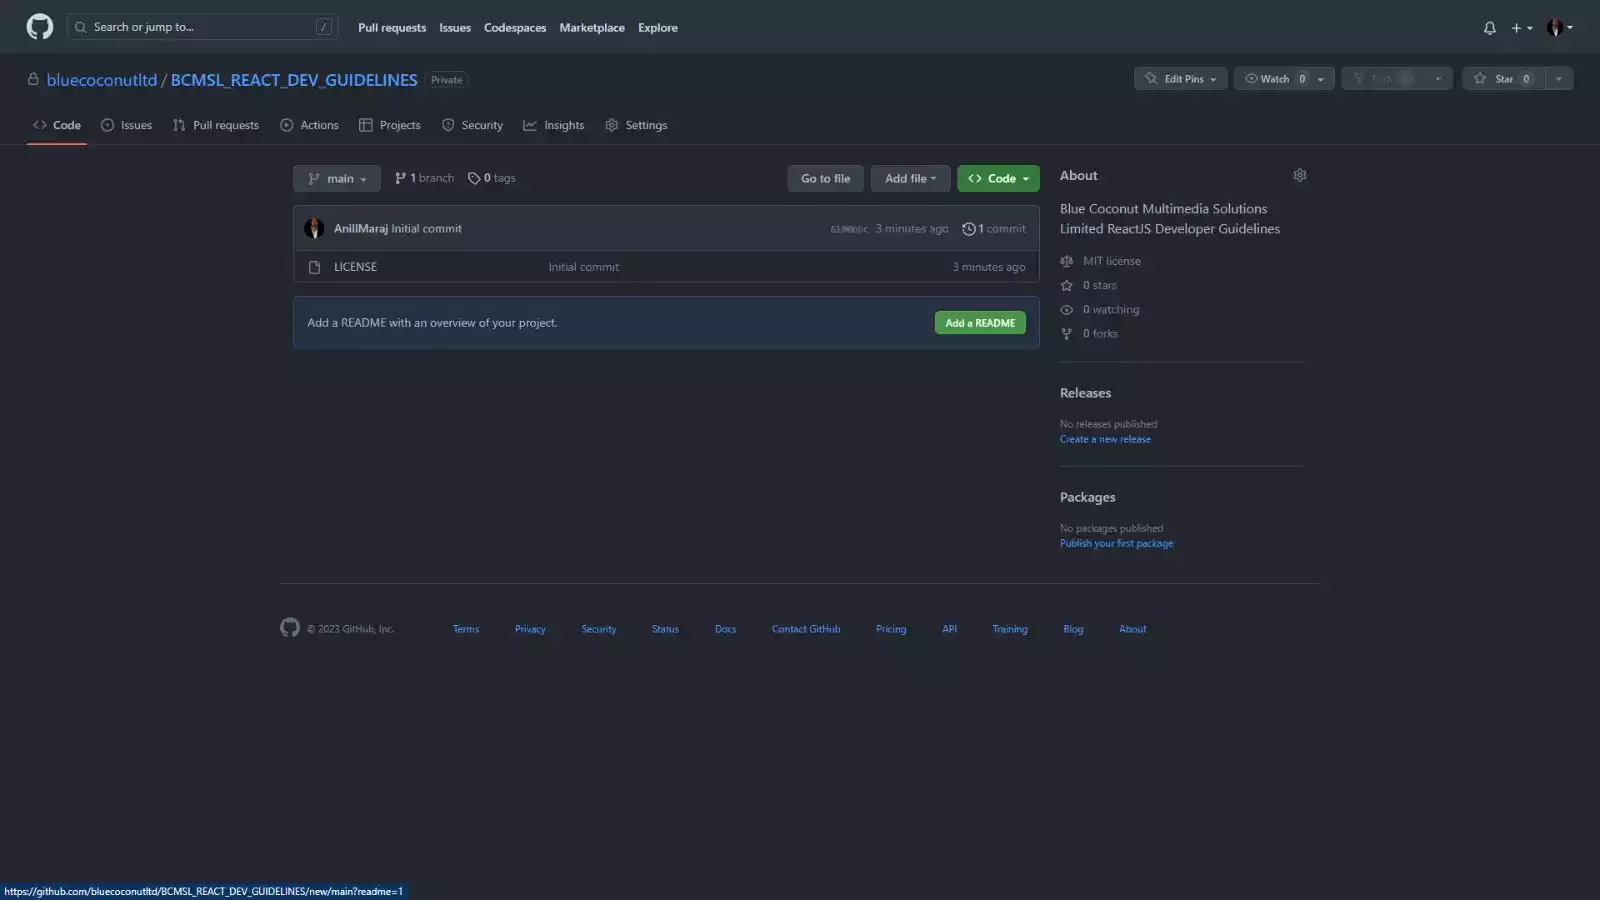 Search or jump to... /
Pull requests Issues Codespaces Marketplace Explore
bluecoconutltd / BCMSL_REACT_DEV_GUIDELINES Private
Edit Pins Watch 0 Star 0
Code Issues Pull requests Actions Projects Security Insights Settings
main 1 branch 0 tags Go to file Add file Code
About
Blue Coconut Multimedia Solutions
Limited ReactJS Developer Guidelines
AnillMaraj Initial commit 3 minutes ago 1 commit
LICENSE Initial commit 3 minutes ago
Add a README with an overview of your project. Add a README
MIT license
0 stars
0 watching
0 forks
Releases
No releases published
Create a new release
Packages
No packages published
Publish your first package
© 2023 GitHub, Inc. Terms Privacy Security Status Docs Contact GitHub Pricing API Training Blog About
https://github.com/bluecoconutltd/BCMSL_REACT_DEV_GUIDELINES/new/main?readme=1